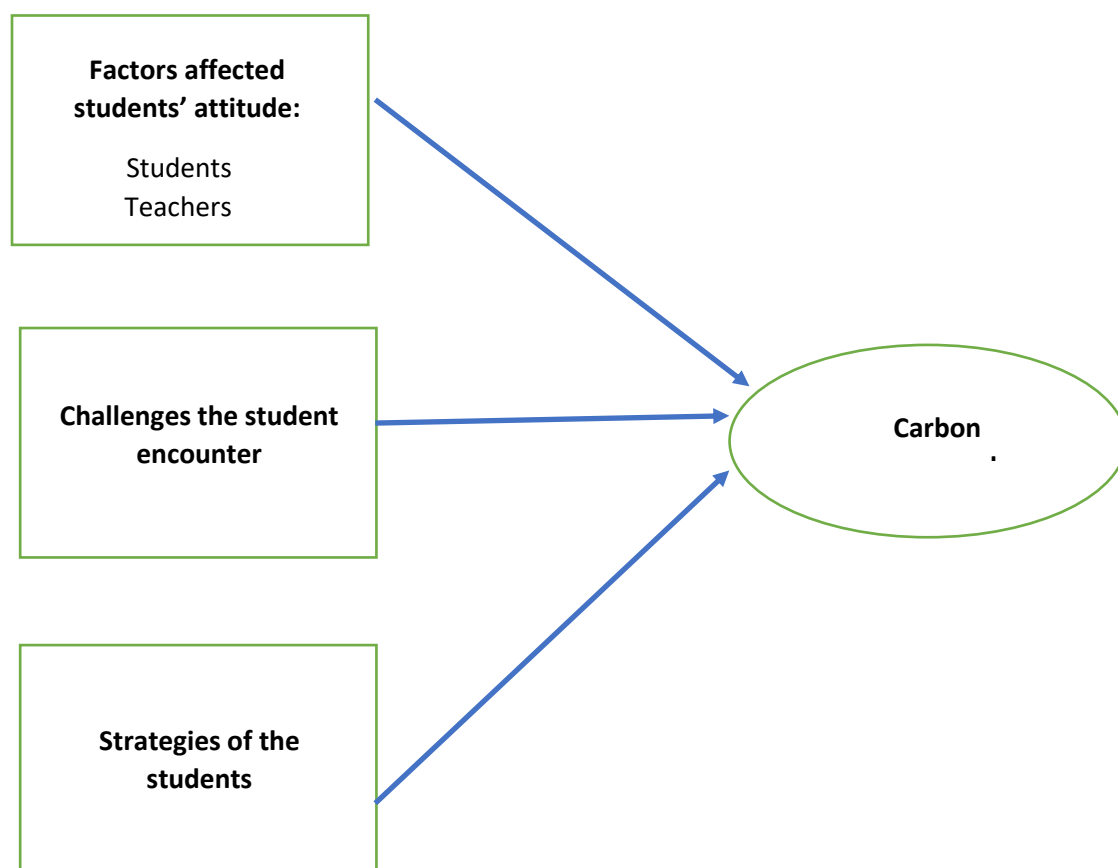 Factors affected
students’ attitude:
Students
Teachers
Challenges the student
encounter
Carbon
.
Strategies of the
students